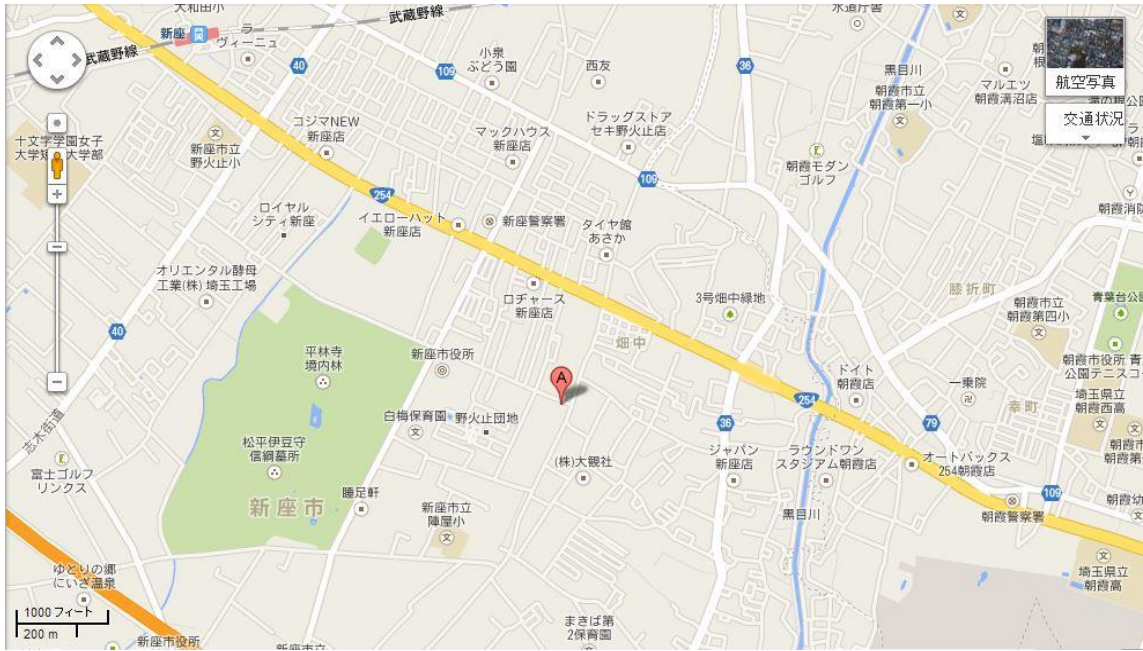 大和田小
新座
ラ
ヴィーニュ
武蔵野線
武蔵野線
水道庁舎
航空写真
交通状況
40
109
36
小泉
ぶどう園
西友
黒目川
朝霞市立
朝霞第一小
マルエツ
朝霞溝沼店
コジマNEW
新座店
マックハウス
新座店
ドラッグストア
セキ野火止店
十文字学園女子
新座市立
野火止小
朝霞モダン
ゴルフ
254
109
ロイヤル
シティ新座
イエローハット
新座店
新座警察署
タイヤ館
あさか
オリエンタル酵母
工業(株) 埼玉工場
ロヂャース
新座店
3号畑中緑地
膝折町
朝霞市立
朝霞第四小
青葉台公園
40
平林寺
境内林
新座市役所
畑中
A
ドイト
朝霞店
一乗院
朝霞市役所 青
公園テニスコー
254
79
36
幸町
埼玉県立
朝霞西高
志木街道
白梅保育園
野火止団地
松平伊豆守
信綱墓所
(株)大観社
ジャパン
新座店
ラウンドワン
スタジアム朝霞店
オートバックス
254朝霞店
富士ゴルフ
リンクス
新座市
睡足軒
新座市立
陣屋小
黒目川
朝霞警察署
109
朝霞幼
ゆとりの郷
にいざ温泉
埼玉県立
朝霞高
1000 フィート
200 m
まきば第
2保育園
新座市役所
新座市立